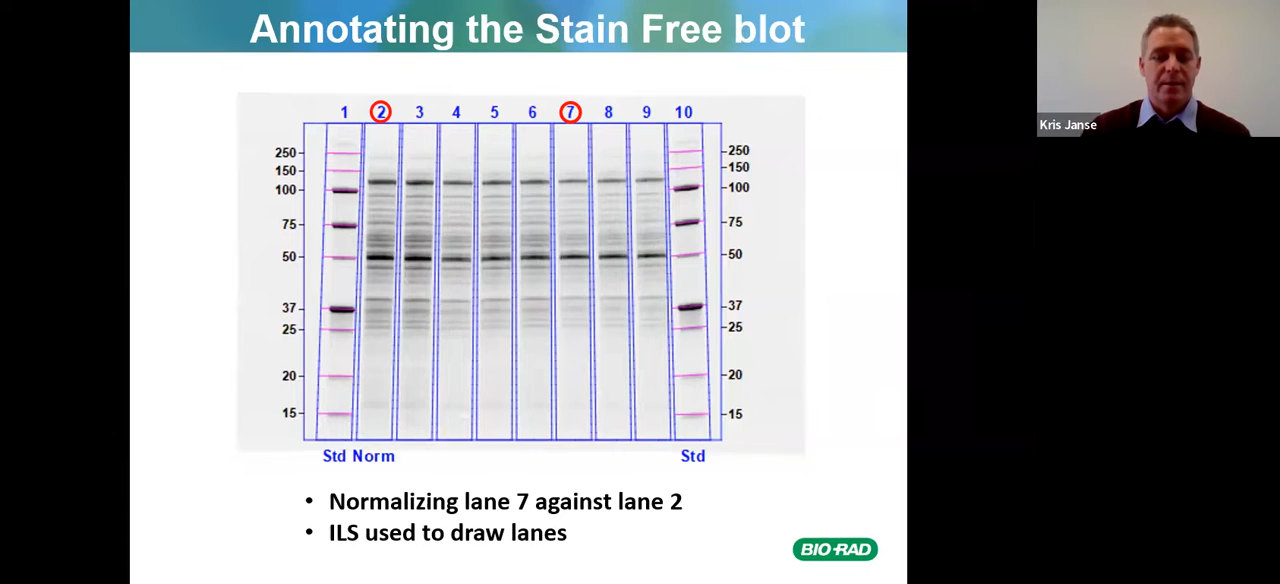 Annotating the Stain Free blot
Kris Janse
1 2 3 4 5 6 7 8 9 10
250
150
100
75
50
37
25
20
15
250
150
100
75
50
37
25
20
15
Std Norm Std
• Normalizing lane 7 against lane 2
• ILS used to draw lanes
BIO-RAD